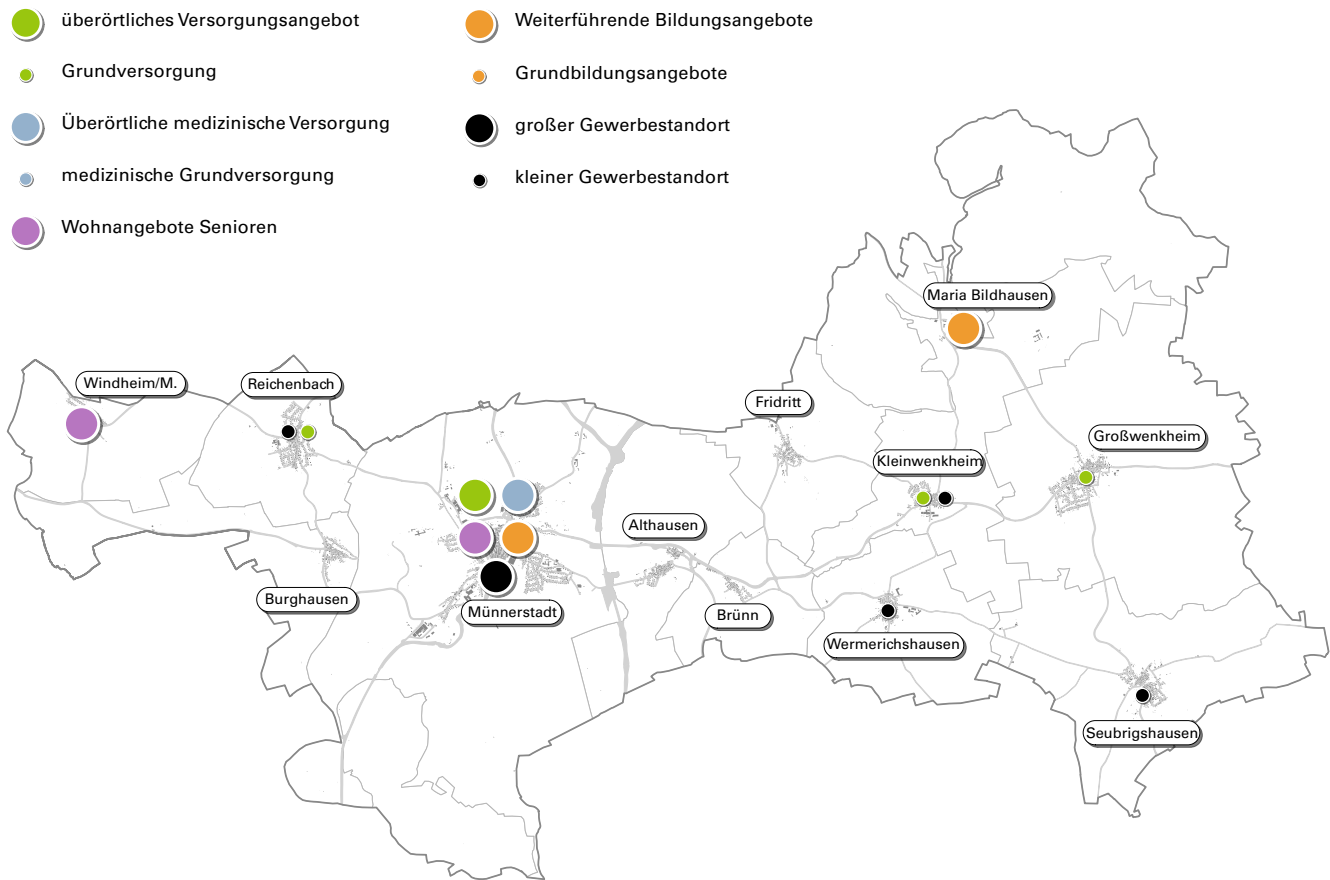 überörtliches Versorgungsangebot
Grundversorgung
Überörtliche medizinische Versorgung
medizinische Grundversorgung
Wohnangebote Senioren
Weiterführende Bildungsangebote
Grundbildungsangebote
großer Gewerbestandort
kleiner Gewerbestandort
Maria Bildhausen
Windheim/M.
Reichenbach
Fridritt
Großwenkheim
Kleinwenkheim
Althausen
Burghausen
Münnerstadt
Brünn
Wermerichshausen
Seubrigshausen